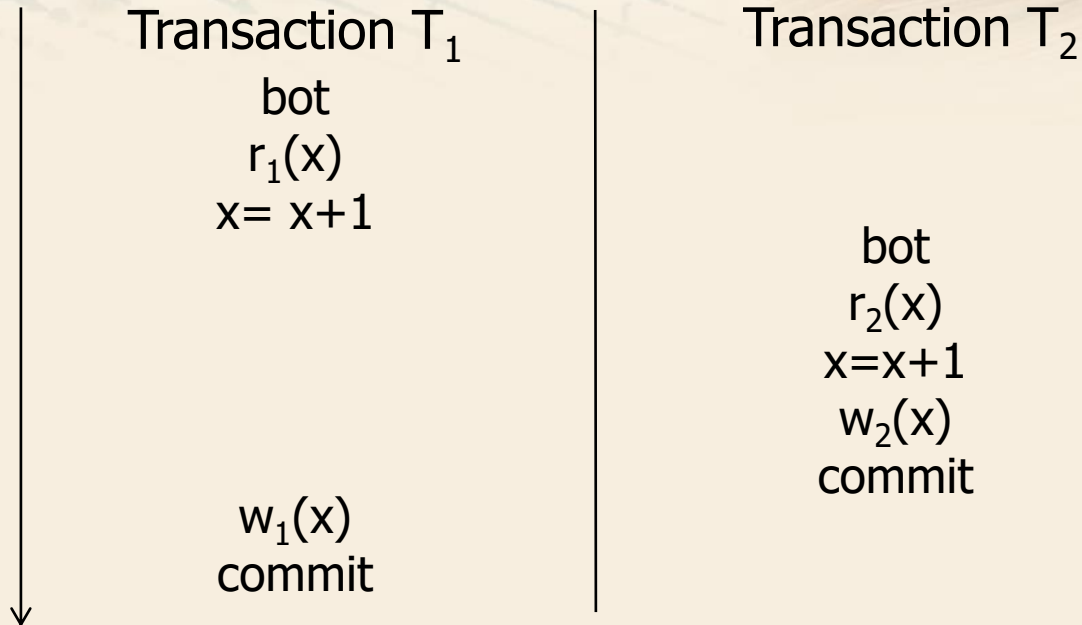 Transaction T₁
bot
r₁(x)
x= x+1
w₁(x)
commit
Transaction T₂
bot
r₂(x)
x=x+1
w₂(x)
commit